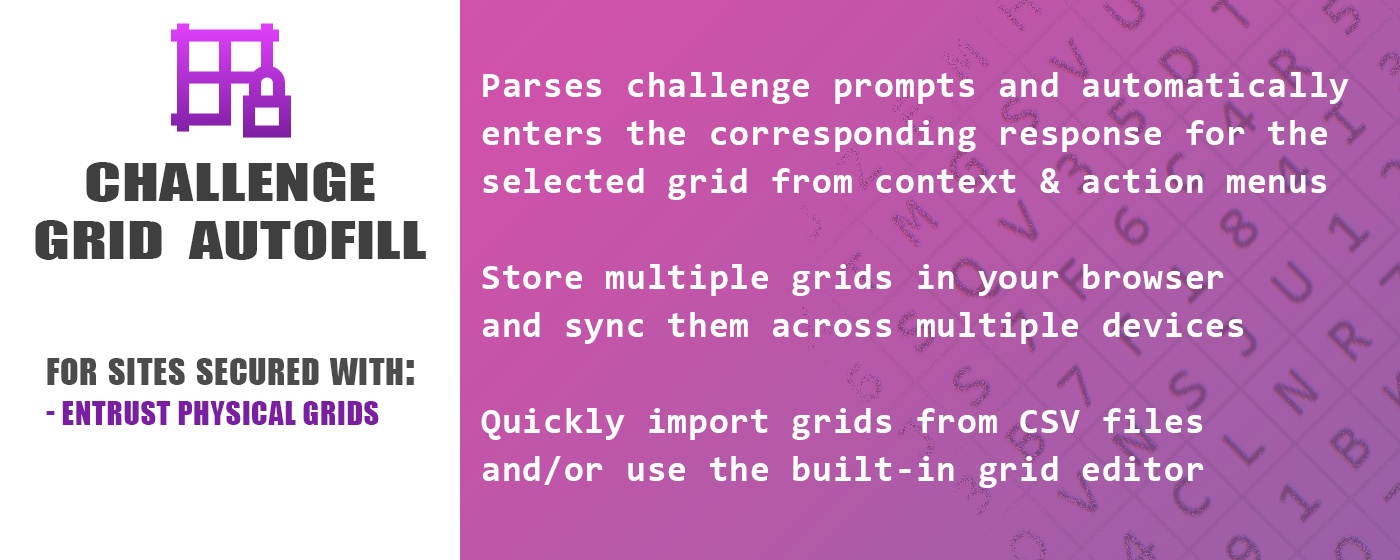 CHALLENGE
GRID AUTOFILL
FOR SITES SECURED WITH:
- ENTRUST PHYSICAL GRIDS
Parses challenge prompts and automatically
enters the corresponding response for the
selected grid from context & action menus
Store multiple grids in your browser
and sync them across multiple devices
Quickly import grids from CSV files
and/or use the built-in grid editor